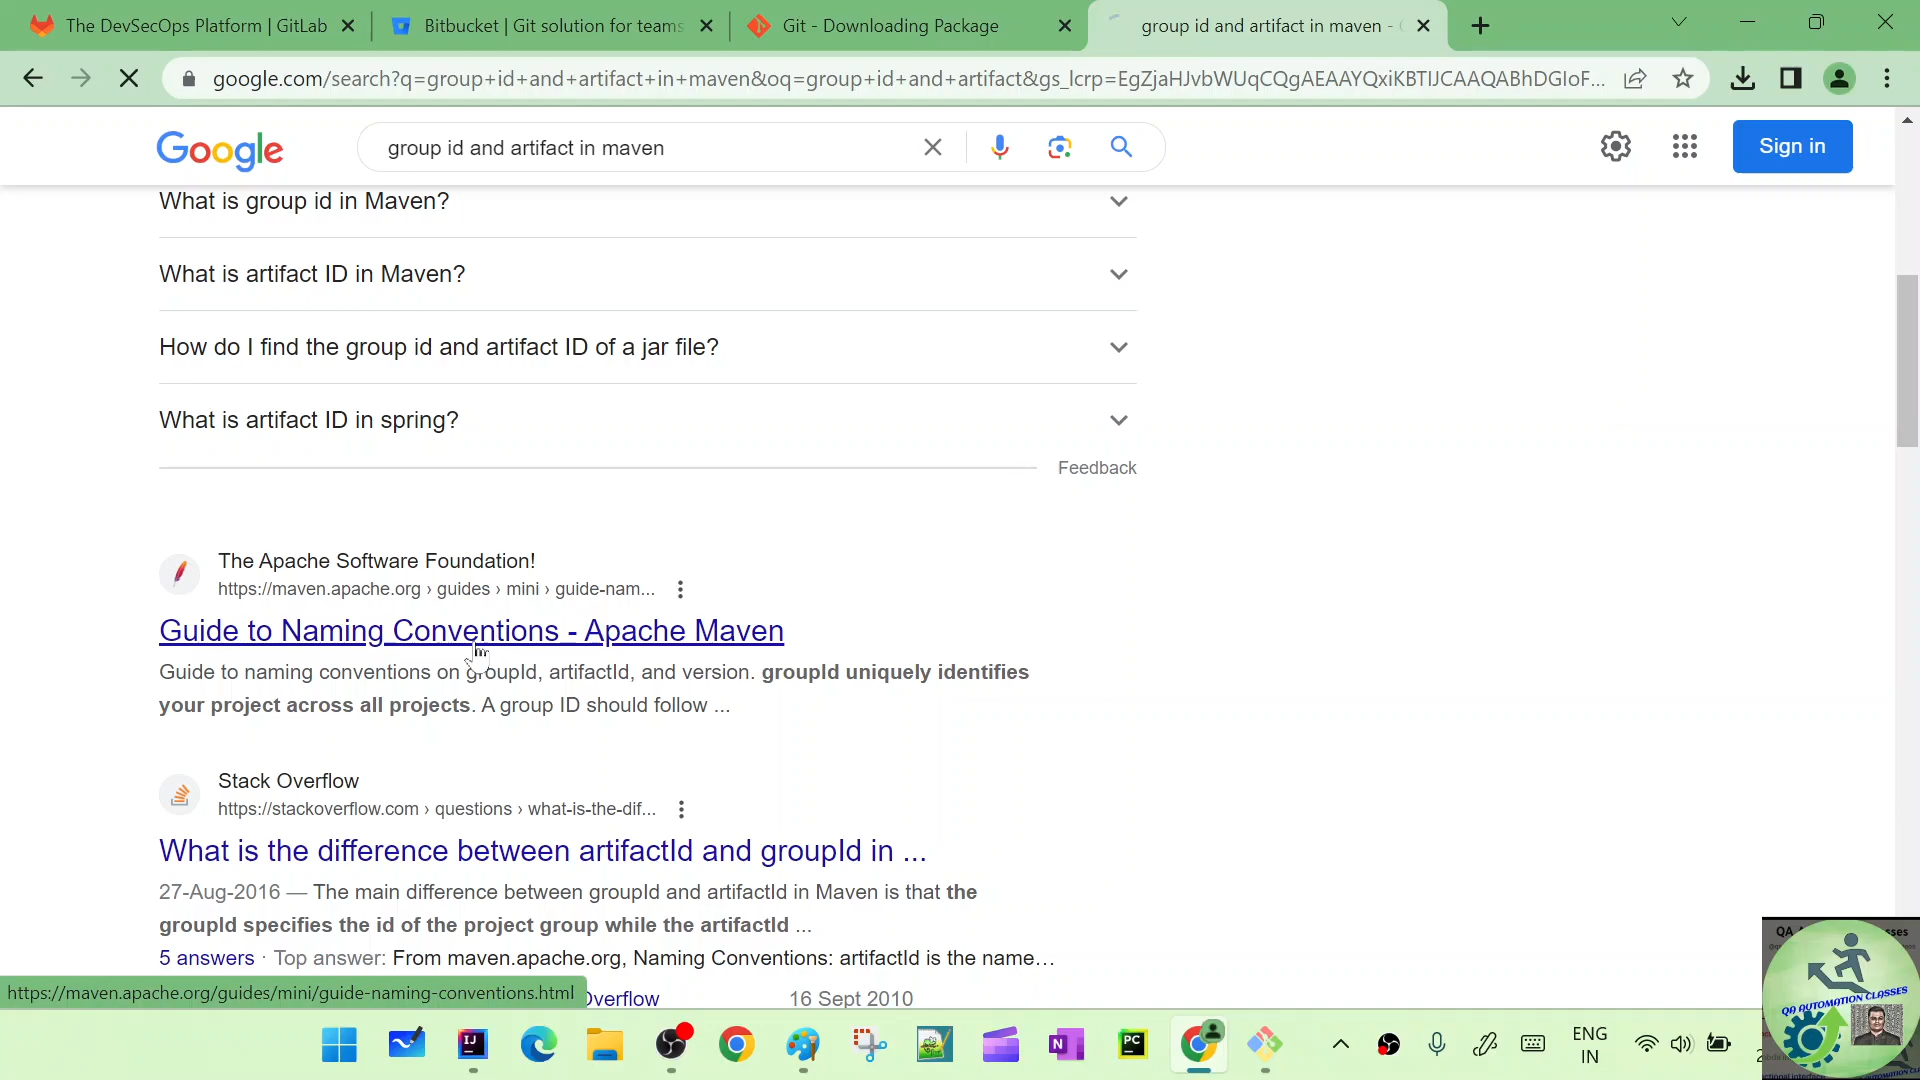 The DevSecOps Platform | GitLab
Bitbucket | Git solution for teams
Git - Downloading Package
group id and artifact in maven -
google.com/search?q=group+id+and+artifact+in+maven&oq=group+id+and+artifact&gs_lcrp=EgZjaHJvbWUqCQgAEAAYQxiKBTIJCAAQABhDGIoF...
Google
group id and artifact in maven
Sign in
What is group id in Maven?
What is artifact ID in Maven?
How do I find the group id and artifact ID of a jar file?
What is artifact ID in spring?
Feedback
The Apache Software Foundation!
https://maven.apache.org › guides › mini › guide-nam...
Guide to Naming Conventions - Apache Maven
Guide to naming conventions on groupId, artifactId, and version. groupId uniquely identifies
your project across all projects. A group ID should follow ...
Stack Overflow
https://stackoverflow.com › questions › what-is-the-dif...
What is the difference between artifactId and groupId in ...
27-Aug-2016 — The main difference between groupId and artifactId in Maven is that the
groupId specifies the id of the project group while the artifactId ...
5 answers · Top answer: From maven.apache.org, Naming Conventions: artifactId is the name...
https://maven.apache.org/guides/mini/guide-naming-conventions.html
Overflow
16 Sept 2010
QA AUTOMATION CLASSES
IJ
N
PC
ENG
IN